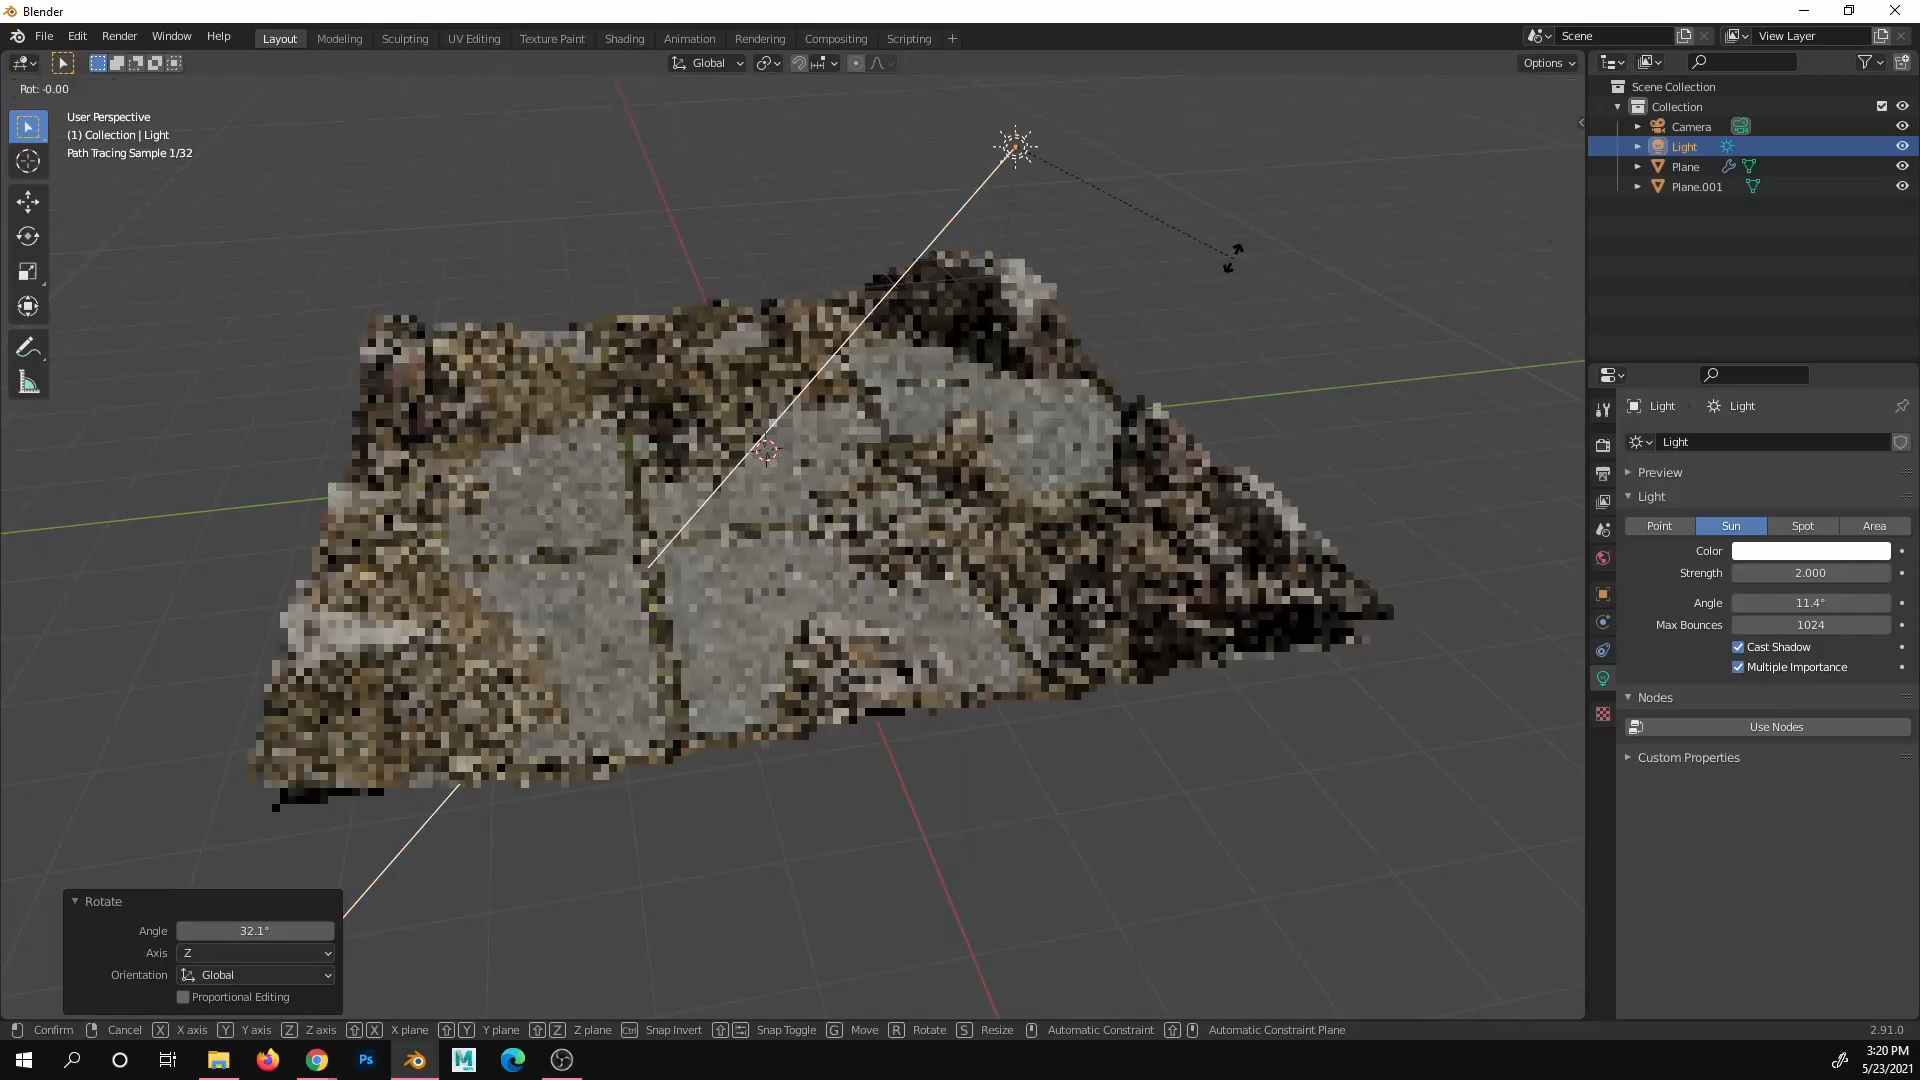 Blender
File Edit Render Window Help
Layout Modeling Sculpting UV Editing Texture Paint Shading Animation Rendering Compositing Scripting +
Scene
View Layer
Global
Options
Rot: -0.00
User Perspective
(1) Collection | Light
Path Tracing Sample 1/32
Scene Collection
Collection
Camera
Light
Plane
Plane.001
Light Light
Light
Preview
Light
Point Sun Spot Area
Color
Strength 2.000
Angle 11.4°
Max Bounces 1024
Cast Shadow
Multiple Importance
Nodes
Use Nodes
Custom Properties
Rotate
Angle 32.1°
Axis Z
Orientation Global
Proportional Editing
Confirm Cancel X X axis Y Y axis Z Z axis X X plane Y Y plane Z Z plane Ctrl Snap Invert Snap Toggle G Move R Rotate S Resize Automatic Constraint Automatic Constraint Plane 2.91.0
Ps
M
3:20 PM
5/23/2021